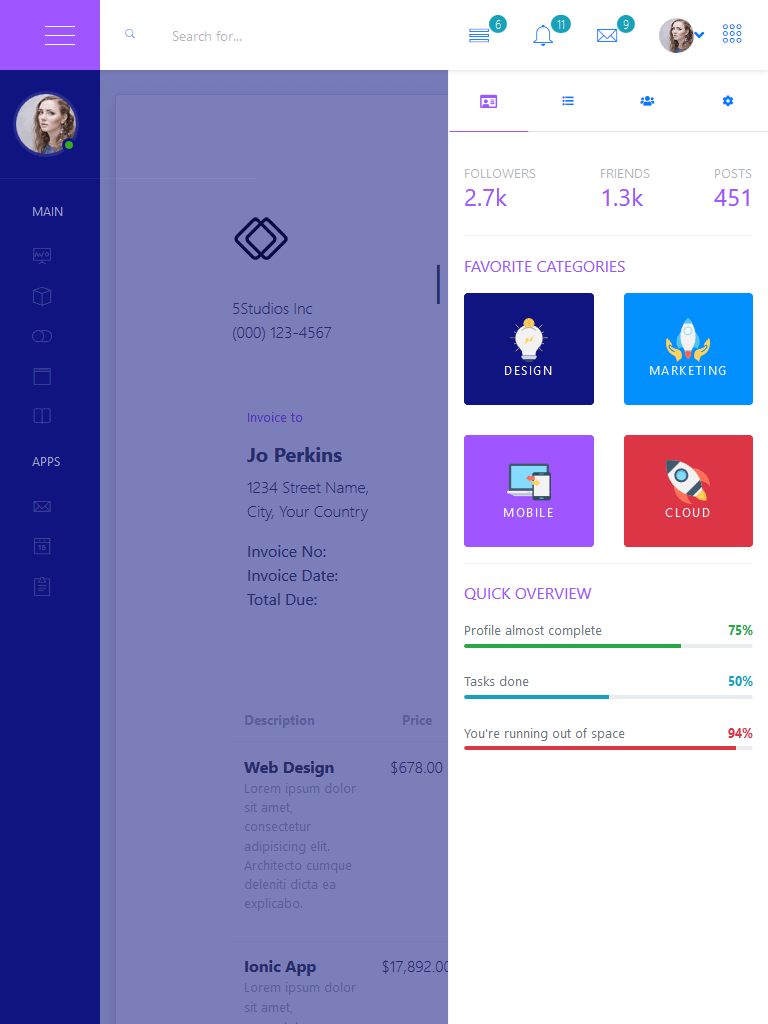 Search for...
6
11
9
MAIN
APPS
16
5Studios Inc
(000) 123-4567
Invoice to
Jo Perkins
1234 Street Name,
City, Your Country
Invoice No:
Invoice Date:
Total Due:
Description Price
Web Design $678.00
Lorem ipsum dolor
sit amet,
consectetur
adipisicing elit.
Architecto cumque
deleniti dicta ea
explicabo.
Ionic App $17,892.00
Lorem ipsum dolor
sit amet,
FOLLOWERS FRIENDS POSTS
2.7k 1.3k 451
FAVORITE CATEGORIES
DESIGN
MARKETING
MOBILE
CLOUD
QUICK OVERVIEW
Profile almost complete 75%
Tasks done 50%
You're running out of space 94%